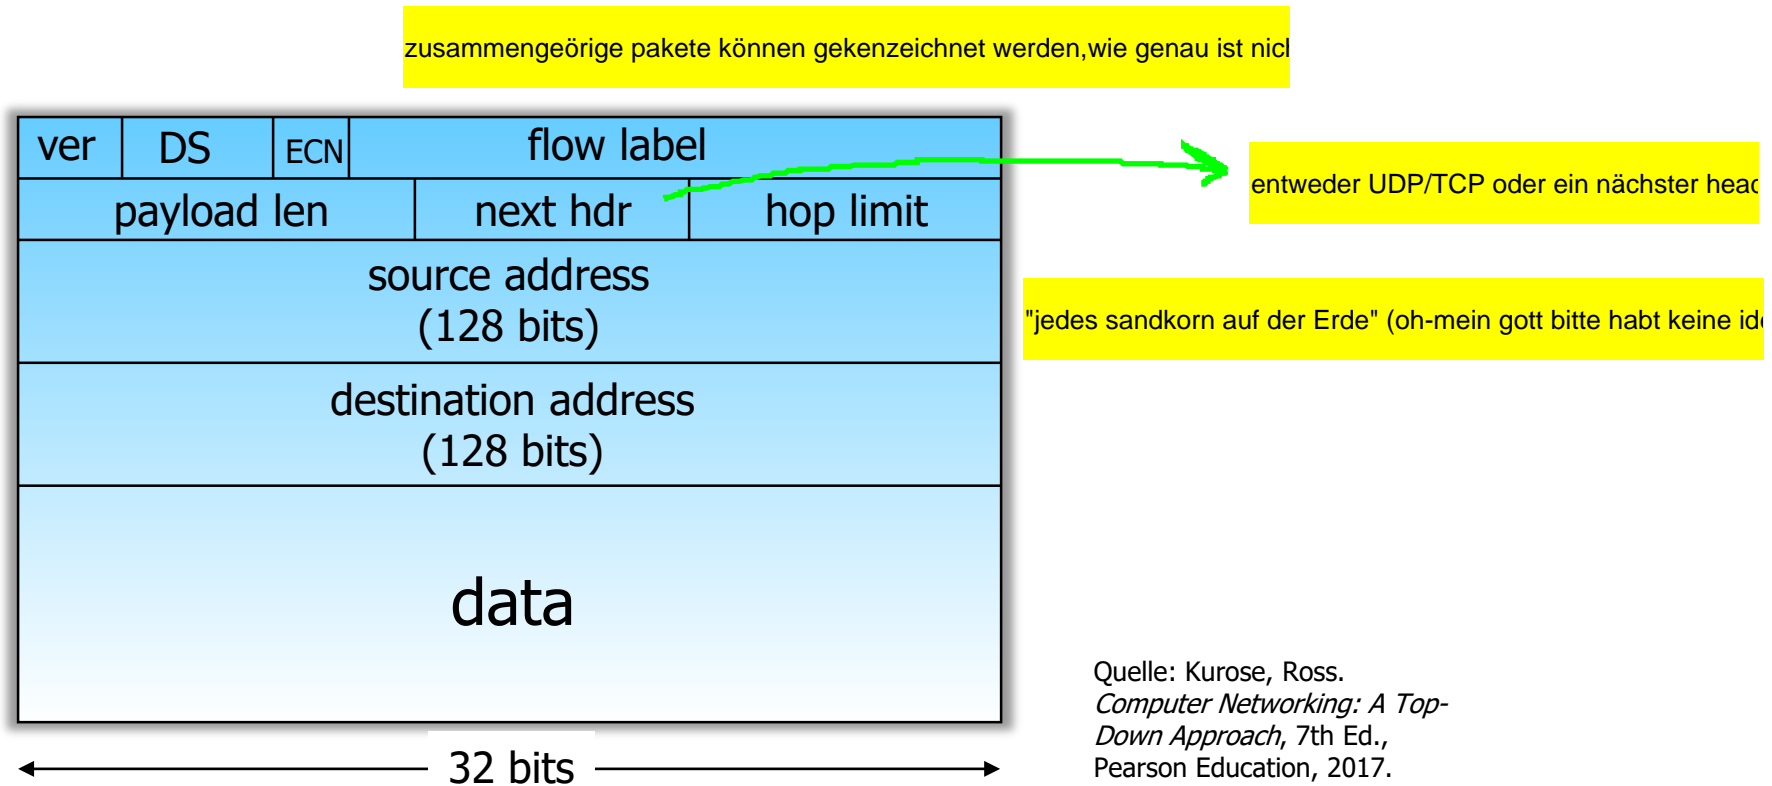 zusammengeörige pakete können gekenzeichnet werden,wie genau ist
ver DS ECN flow label
payload len next hdr hop limit
entweder UDP/TCP oder ein nächster
source address
(128 bits)
"jedes sandkorn auf der Erde" (oh-mein gott bitte habt keine
destination address
(128 bits)
data
32 bits
Quelle: Kurose, Ross.
Computer Networking: A Top-
Down Approach, 7th Ed.,
Pearson Education, 2017.